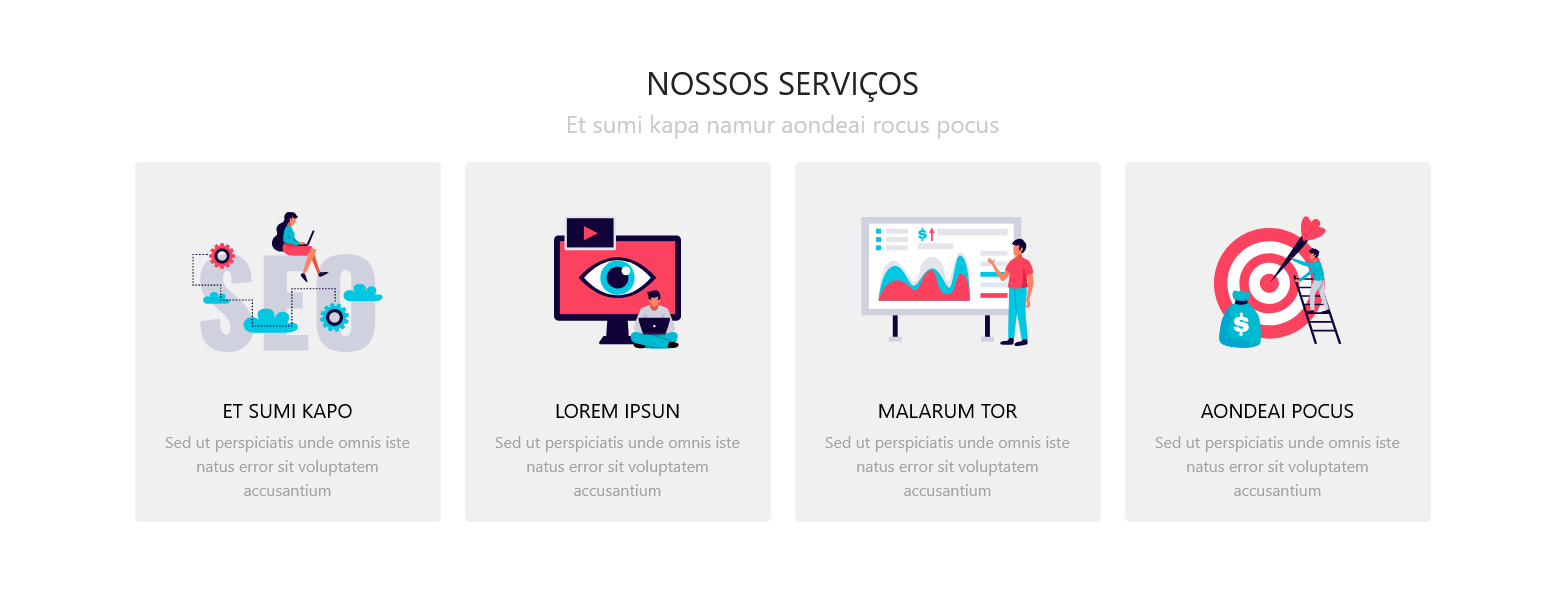 NOSSOS SERVIÇOS
Et sumi kapa namur aondeai rocus pocus
SEO
ET SUMI KAPO
Sed ut perspiciatis unde omnis iste
natus error sit voluptatem
accusantium
LOREM IPSUN
Sed ut perspiciatis unde omnis iste
natus error sit voluptatem
accusantium
$
MALARUM TOR
Sed ut perspiciatis unde omnis iste
natus error sit voluptatem
accusantium
$
AONDEAI POCUS
Sed ut perspiciatis unde omnis iste
natus error sit voluptatem
accusantium